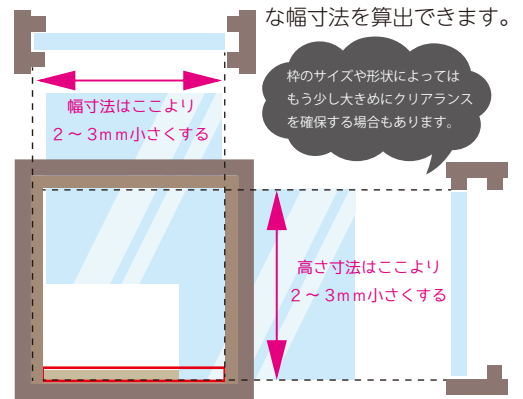 な幅寸法を算出できます。
枠のサイズや形状によっては
もう少し大きめにクリアランス
を確保する場合もあります。
幅寸法はここより
2～3mm小さくする
高さ寸法はここより
2～3mm小さくする